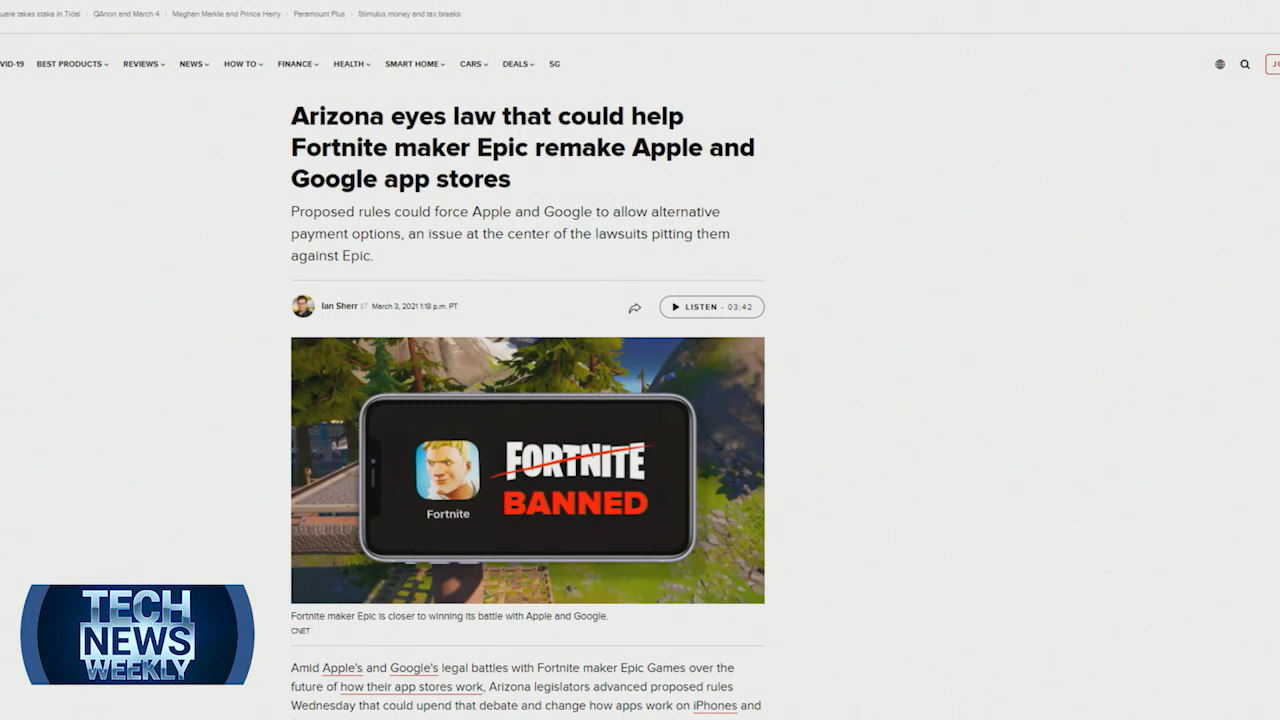 takes stake in Tidal | QAnon and March 4 | Meghan Markle and Prince Harry | Paramount Plus | Stimulus money and tax breaks
VID-19 BEST PRODUCTS REVIEWS NEWS HOW TO FINANCE HEALTH SMART HOME CARS DEALS 5G
Arizona eyes law that could help
Fortnite maker Epic remake Apple and
Google app stores
Proposed rules could force Apple and Google to allow alternative
payment options, an issue at the center of the lawsuits pitting them
against Epic.
Ian Sherr March 3, 2021 1:18 p.m. PT
LISTEN - 03:42
FORTNITE
BANNED
Fortnite
Fortnite maker Epic is closer to winning its battle with Apple and Google.
CNET
TECH
NEWS
WEEKLY
Amid Apple's and Google's legal battles with Fortnite maker Epic Games over the
future of how their app stores work, Arizona legislators advanced proposed rules
Wednesday that could upend that debate and change how apps work on iPhones and